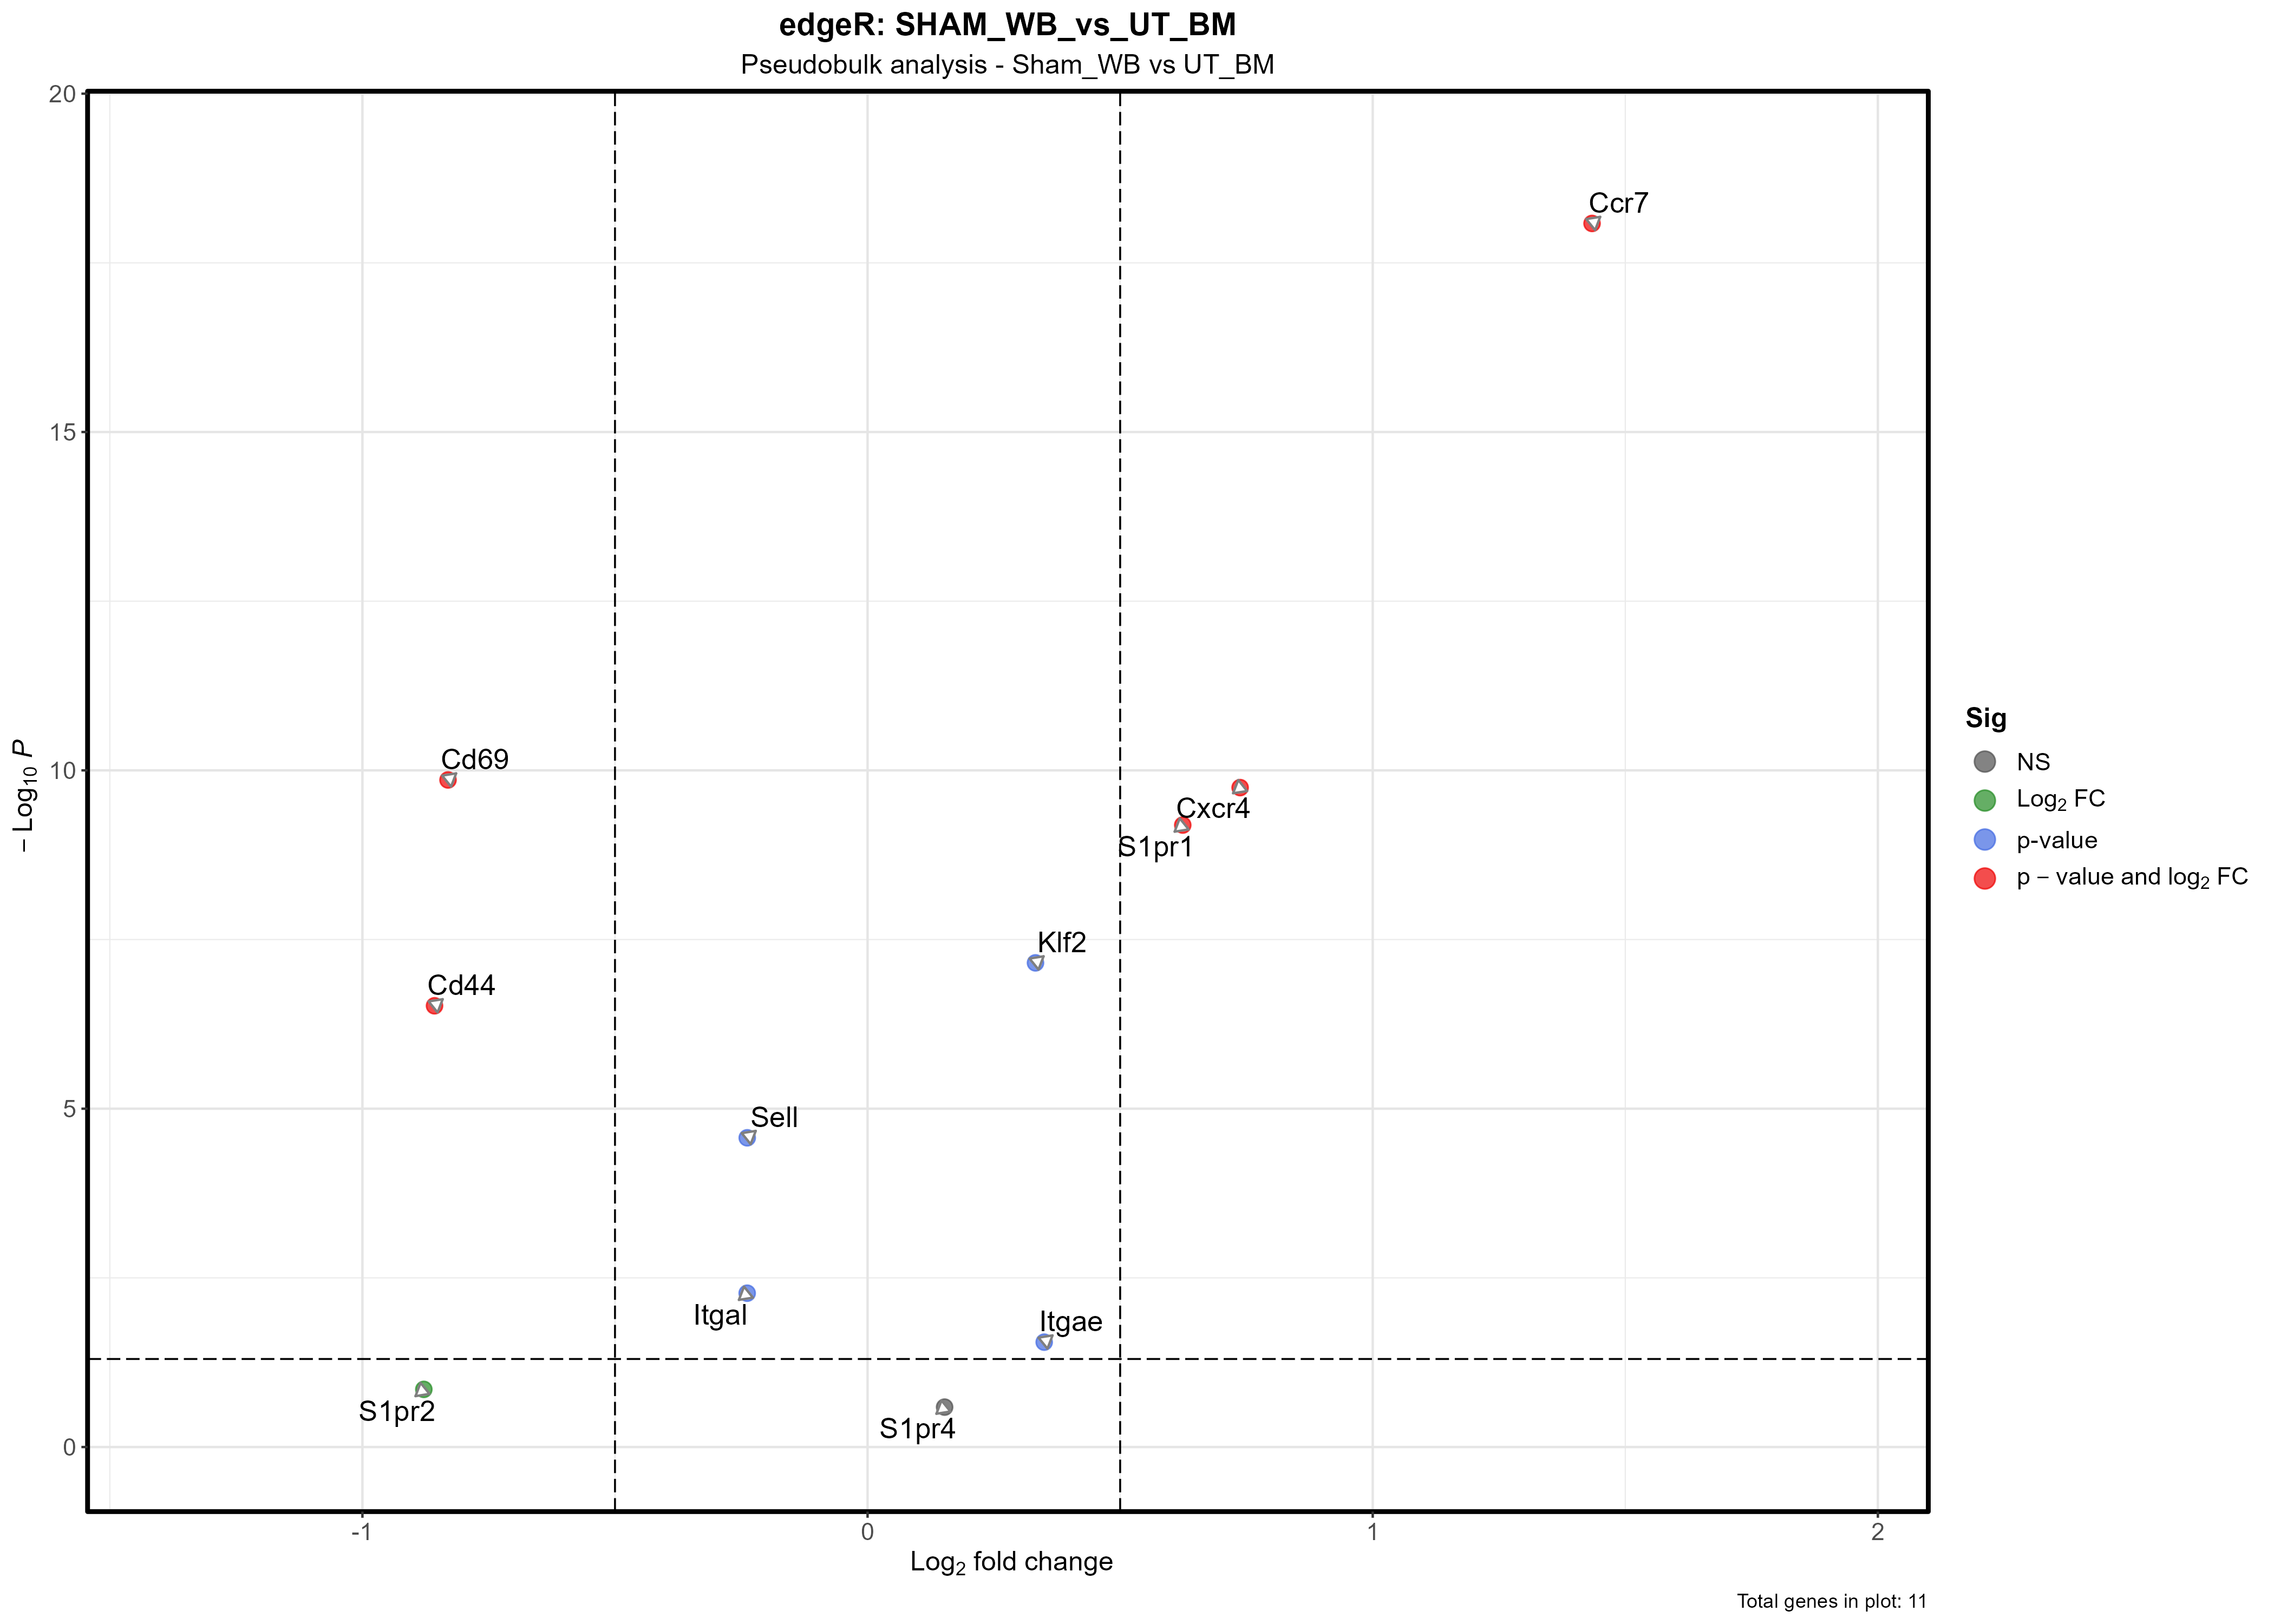 edgeR: SHAM_WB_vs_UT_BM
Pseudobulk analysis - Sham_WB vs UT_BM
20
15
10
5
0
− Log₁₀ P
Ccr7
Cd69
Cxcr4
S1pr1
Klf2
Cd44
Sell
Itgal
Itgae
S1pr2
S1pr4
-1
0
1
2
Log₂ fold change
Sig
NS
Log₂ FC
p-value
p − value and log₂ FC
Total genes in plot: 11